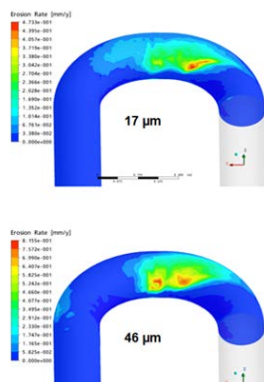 Erosion Rate [mm/y]
4.733e-001
4.395e-001
4.057e-001
3.719e-001
3.380e-001
3.042e-001
2.704e-001
2.366e-001
2.028e-001
1.690e-001
1.352e-001
1.014e-001
6.761e-002
3.380e-002
0.000e+000
17 µm
Erosion Rate [mm/y]
8.155e-001
7.572e-001
6.990e-001
6.407e-001
5.825e-001
5.242e-001
4.660e-001
4.077e-001
3.495e-001
2.912e-001
2.330e-001
1.747e-001
1.165e-001
5.825e-002
0.000e+000
46 µm